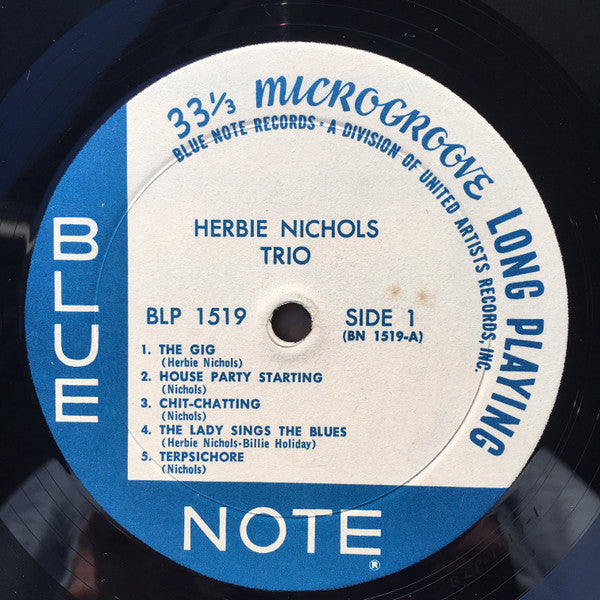 33⅓ MICROGROOVE LONG PLAYING
BLUE NOTE RECORDS · A DIVISION OF UNITED ARTISTS RECORDS, INC.
HERBIE NICHOLS
TRIO
BLP 1519
SIDE 1
(BN 1519-A)
1. THE GIG
(Herbie Nichols)
2. HOUSE PARTY STARTING
(Nichols)
3. CHIT-CHATTING
(Nichols)
4. THE LADY SINGS THE BLUES
(Herbie Nichols-Billie Holiday)
5. TERPSICHORE
(Nichols)
BLUE
NOTE®